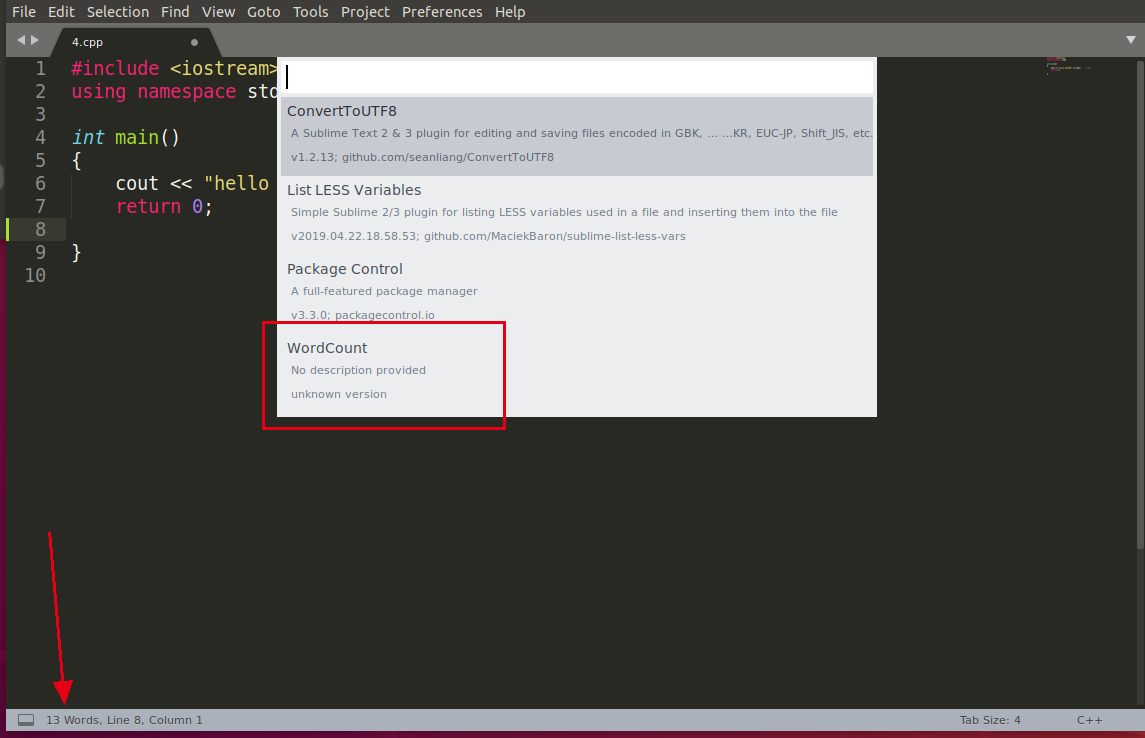 File Edit Selection Find View Goto Tools Project Preferences Help
4.cpp
1 #include <iostream>
2 using namespace std
3
4 int main()
5 {
6 cout << "hello
7 return 0;
8
9 }
10
ConvertToUTF8
A Sublime Text 2 & 3 plugin for editing and saving files encoded in GBK, ... ...KR, EUC-JP, Shift_JIS, etc.
v1.2.13; github.com/seanliang/ConvertToUTF8
List LESS Variables
Simple Sublime 2/3 plugin for listing LESS variables used in a file and inserting them into the file
v2019.04.22.18.58.53; github.com/MaciekBaron/sublime-list-less-vars
Package Control
A full-featured package manager
v3.3.0; packagecontrol.io
WordCount
No description provided
unknown version
13 Words, Line 8, Column 1 Tab Size: 4 C++